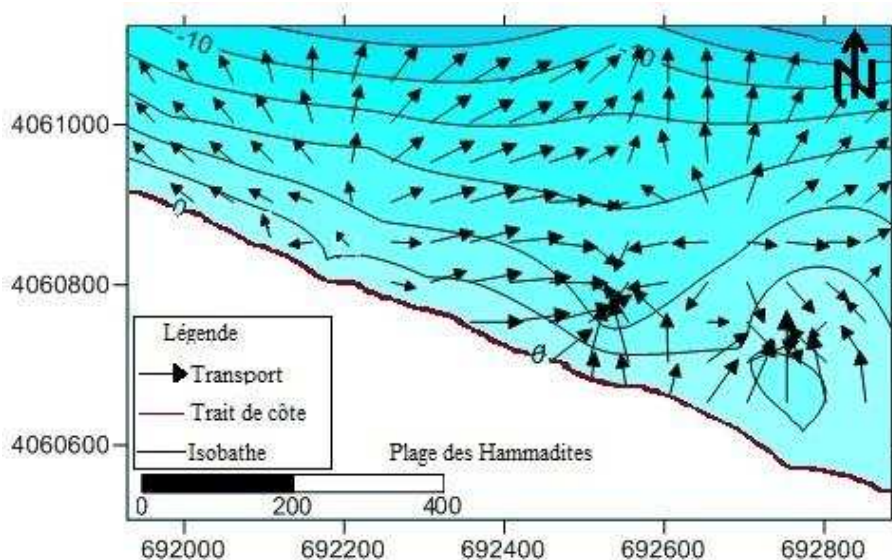 -10
-10
N
4061000
0
4060800
0
4060600
Légende
Transport
Trait de côte
Isobathe
Plage des Hammadites
0 200 400
692000 692200 692400 692600 692800